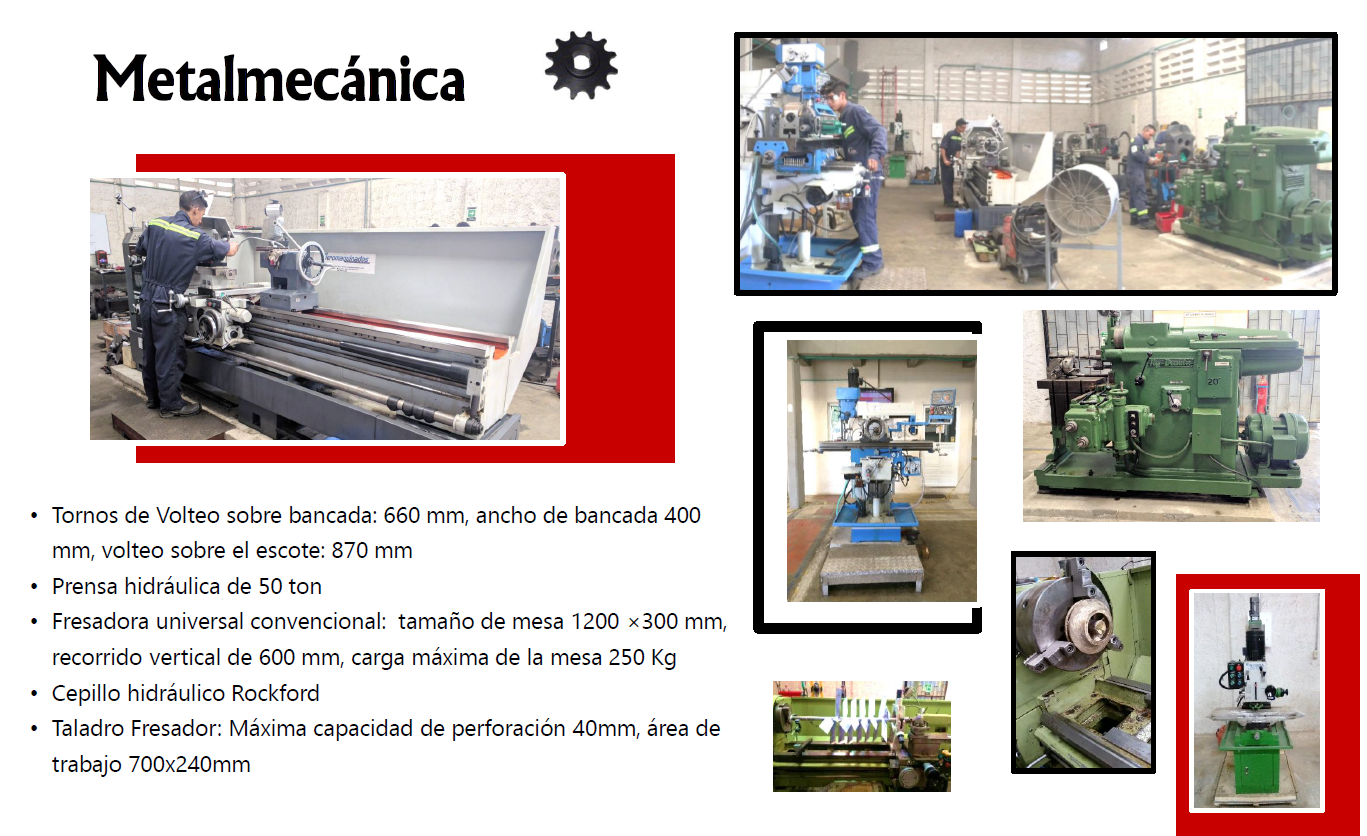 Metalmecánica
• Tornos de Volteo sobre bancada: 660 mm, ancho de bancada 400
mm, volteo sobre el escote: 870 mm
• Prensa hidráulica de 50 ton
• Fresadora universal convencional:  tamaño de mesa 1200 ×300 mm,
recorrido vertical de 600 mm, carga máxima de la mesa 250 Kg
• Cepillo hidráulico Rockford
• Taladro Fresador: Máxima capacidad de perforación 40mm, área de
trabajo 700x240mm
20